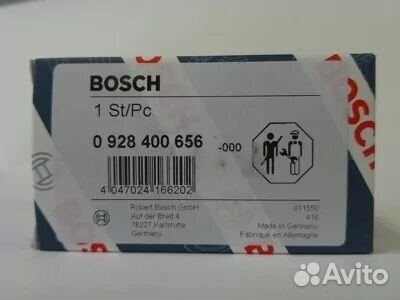 BOSCH
1 St/Pc
0 928 400 656 -000
4 047024 166202
Robert Bosch GmbH
Auf der Breit 4
76227 Karlsruhe
Germany
011550
416
Made in Germany
Fabriqué en Allemagne
Avito